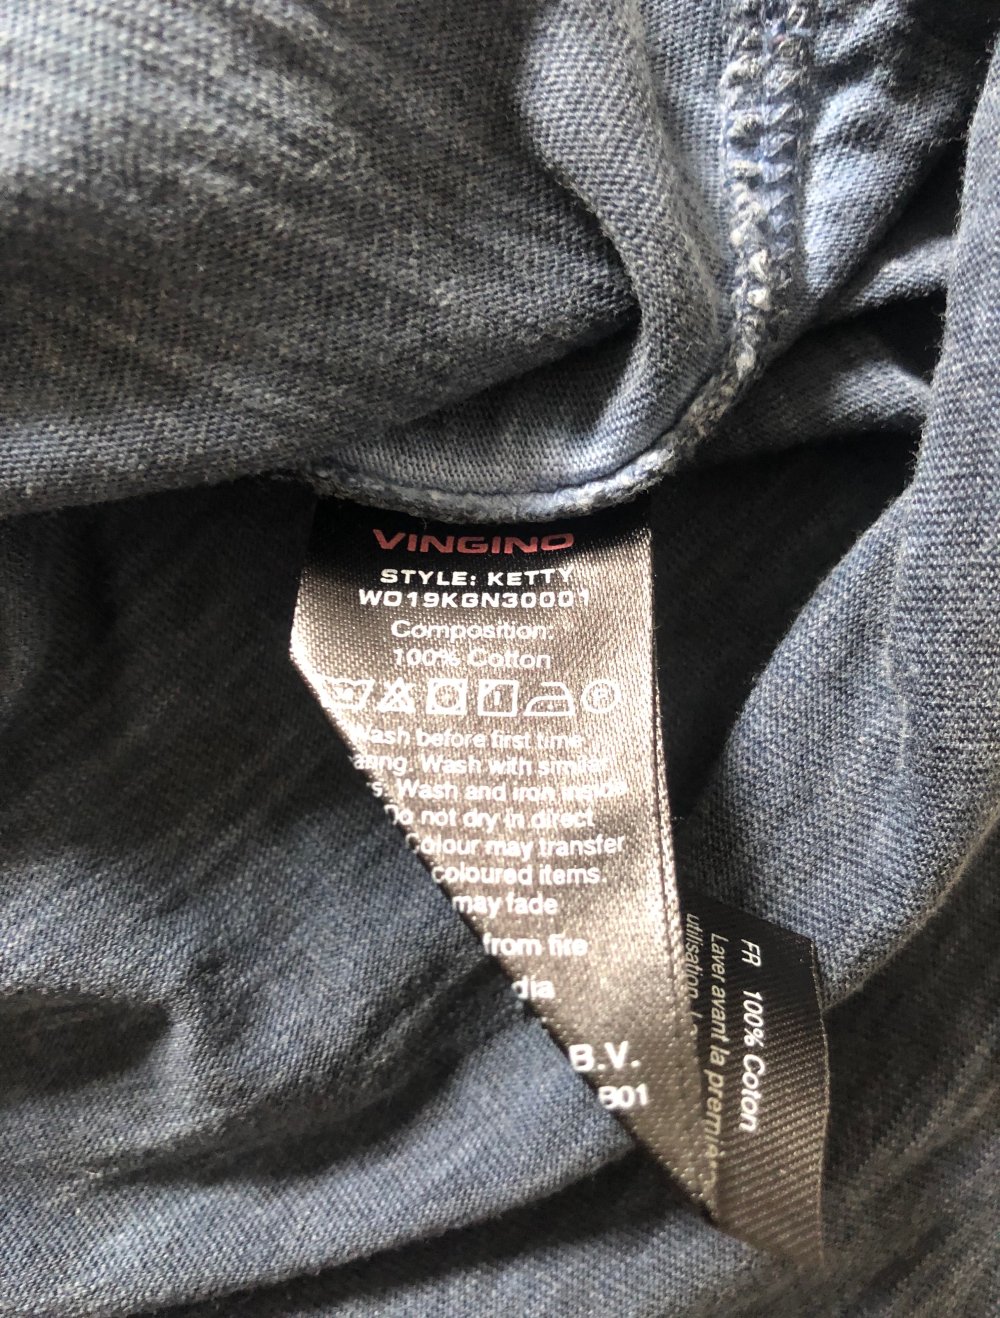 VINGINO
STYLE: KETTY
WO19KGN30001
Composition:
100% Cotton
Wash before first time
Wash with similar
Wash and iron inside
Do not dry in direct
Colour may transfer
coloured items.
may fade
from fire
B.V.
B01
FR 100% Coton
Laver avant la
utilisation.